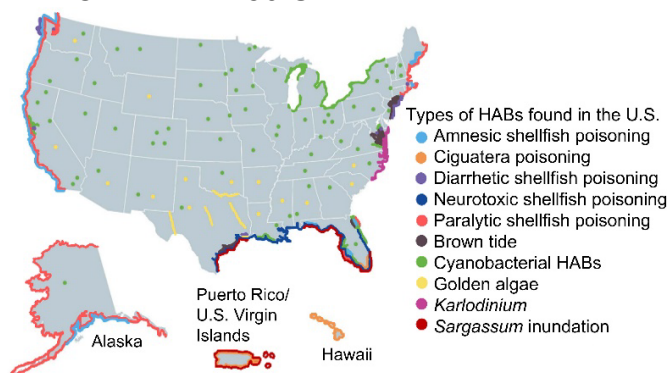 Types of HABs found in the U.S.
Amnesic shellfish poisoning
Ciguatera poisoning
Diarrhetic shellfish poisoning
Neurotoxic shellfish poisoning
Paralytic shellfish poisoning
Brown tide
Cyanobacterial HABs
Golden algae
Karlodinium
Sargassum inundation
Puerto Rico/
U.S. Virgin
Islands
Alaska
Hawaii